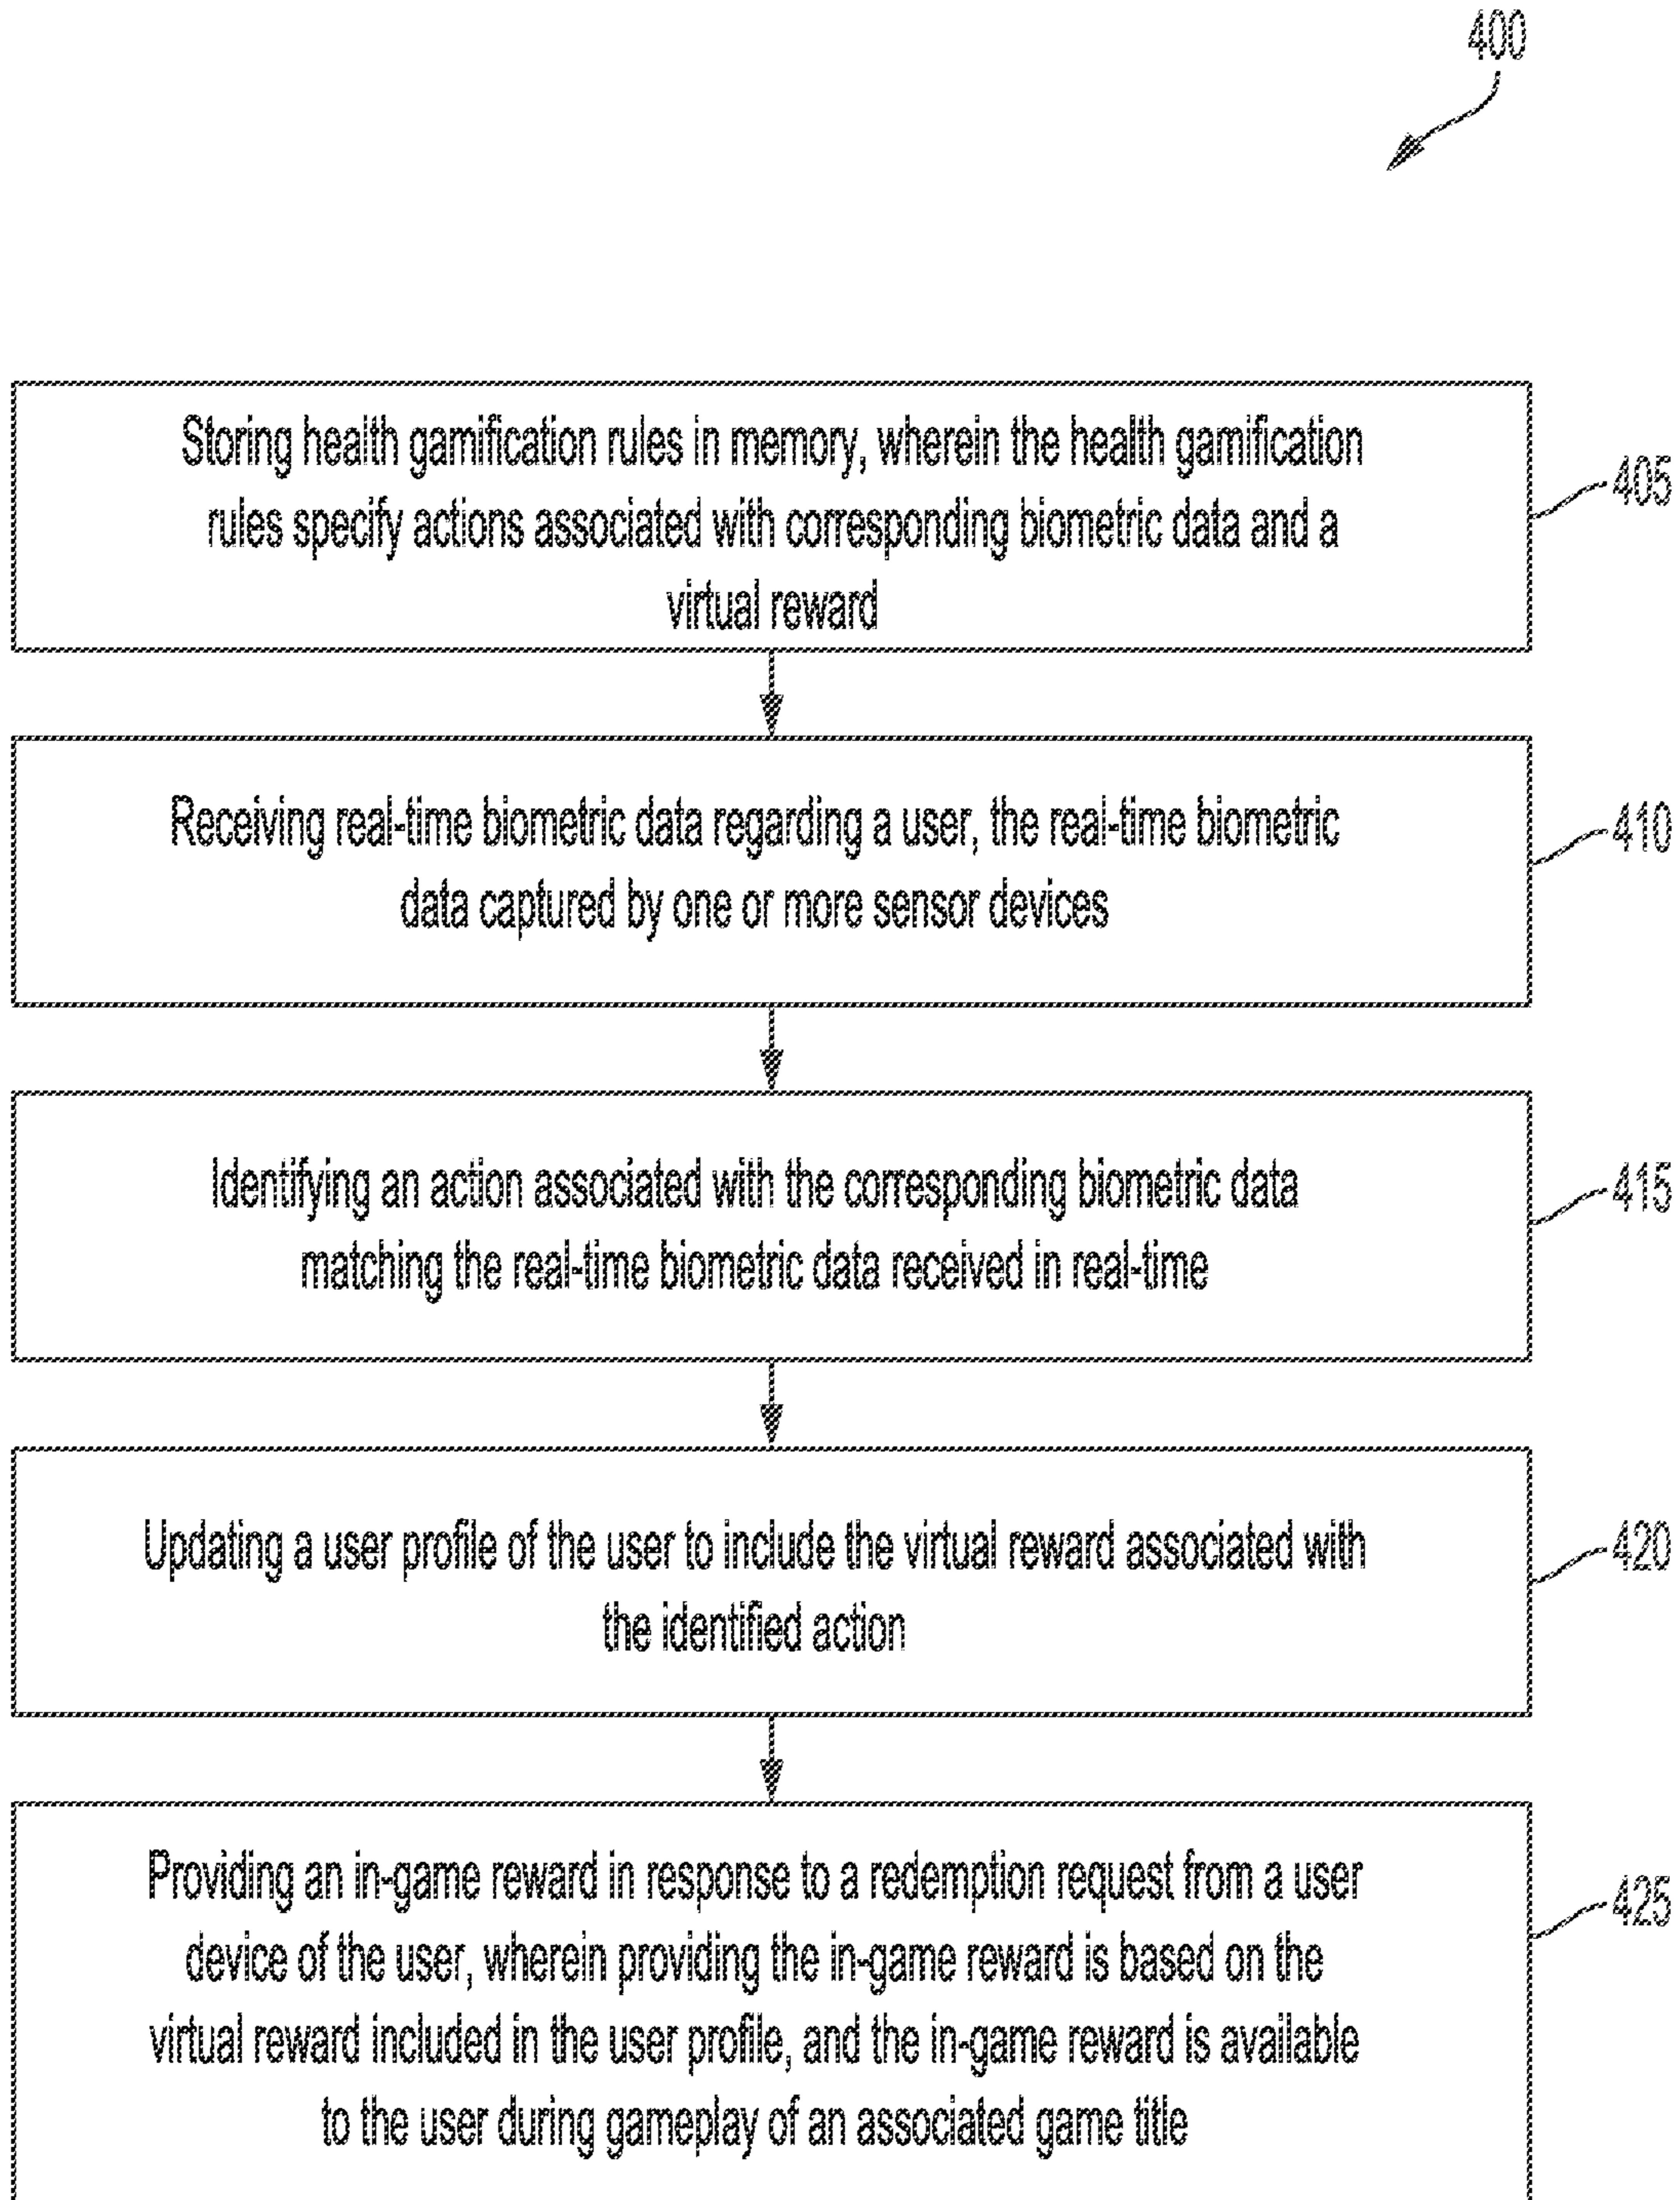 400
Storing health gamification rules in memory, wherein the health gamification
rules specify actions associated with corresponding biometric data and a
virtual reward
405
Receiving real-time biometric data regarding a user, the real-time biometric
data captured by one or more sensor devices
410
Identifying an action associated with the corresponding biometric data
matching the real-time biometric data received in real-time
415
Updating a user profile of the user to include the virtual reward associated with
the identified action
420
Providing an in-game reward in response to a redemption request from a user
device of the user, wherein providing the in-game reward is based on the
virtual reward included in the user profile, and the in-game reward is available
to the user during gameplay of an associated game title
425